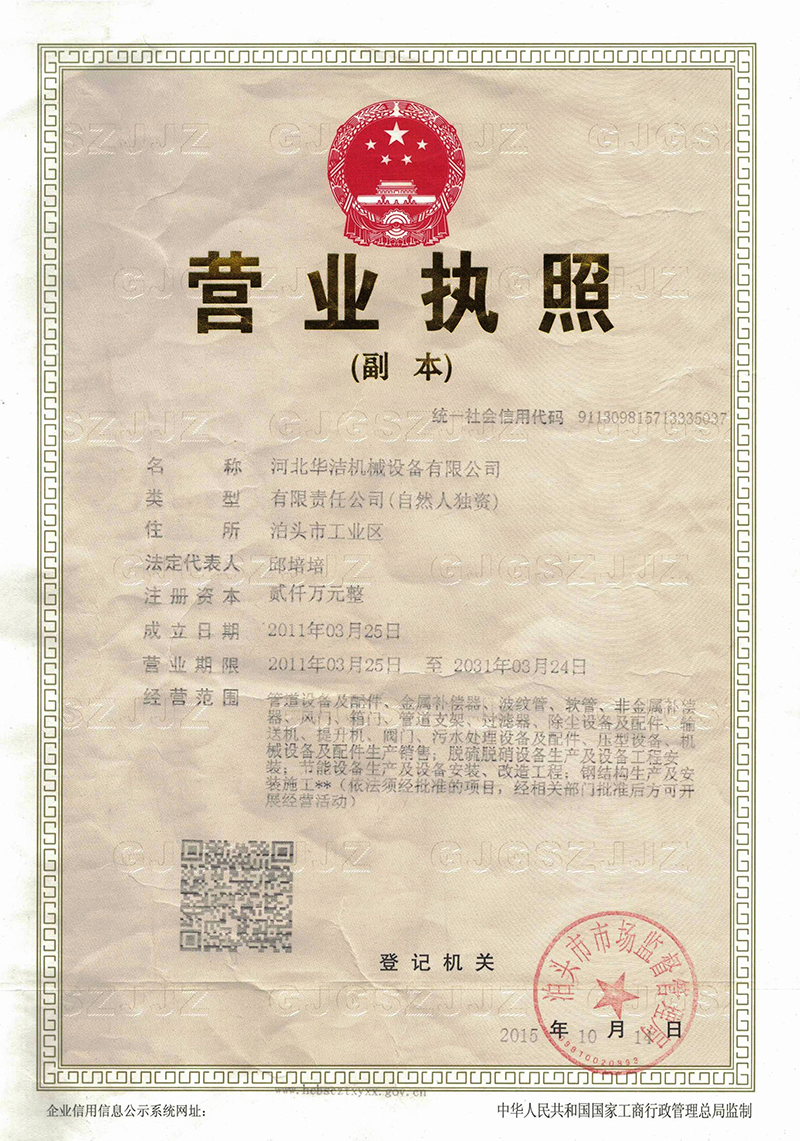 营业执照
(副 本)
统一社会信用代码 911309815713335037
名 称 河北华洁机械设备有限公司
类 型 有限责任公司(自然人独资)
住 所 泊头市工业区
法定代表人 邱培培
注册资本 贰仟万元整
成立日期 2011年03月25日
营业期限 2011年03月25日 至 2031年03月24日
经营范围 管道设备及配件、金属补偿器、波纹管、软管、非金属补偿
器、风门、箱门、管道支架、过滤器、除尘设备及配件、输
送机、提升机、阀门、污水处理设备及配件、压型设备、机
械设备及配件生产销售；脱硫脱硝设备生产及设备工程安
装；节能设备生产及设备安装、改造工程；钢结构生产及安
装施工**（依法须经批准的项目，经相关部门批准后方可开
展经营活动）
登记机关
泊头市市场监督管理局
2015 年 10 月 14 日
www.hebscztxyxx.gov.cn
企业信用信息公示系统网址：
中华人民共和国国家工商行政管理总局监制
GJGSZJJZ